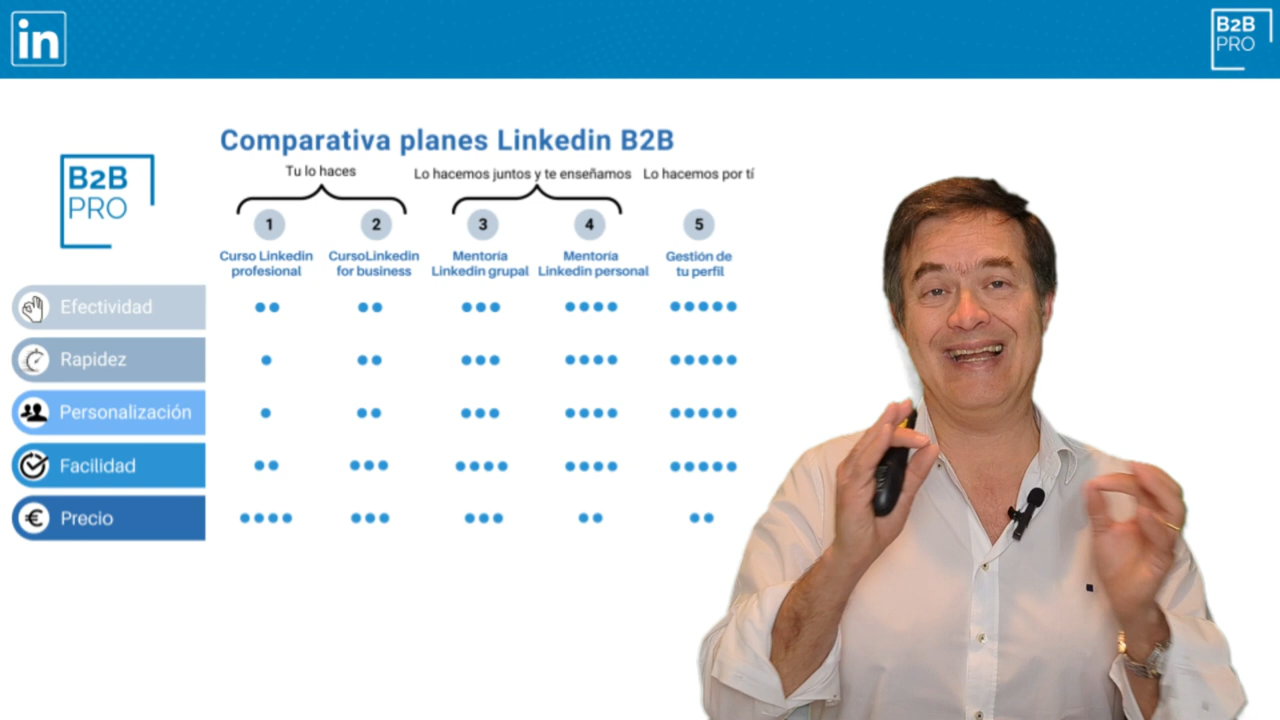 in
B2B
PRO
Comparativa planes Linkedin B2B
Tu lo haces
Lo hacemos juntos y te enseñamos
Lo hacemos por tí
B2B
PRO
1
2
3
4
5
Curso Linkedin
profesional
CursoLinkedin
for business
Mentoría
Linkedin grupal
Mentoría
Linkedin personal
Gestión de
tu perfil
Efectividad
Rapidez
Personalización
Facilidad
€ Precio